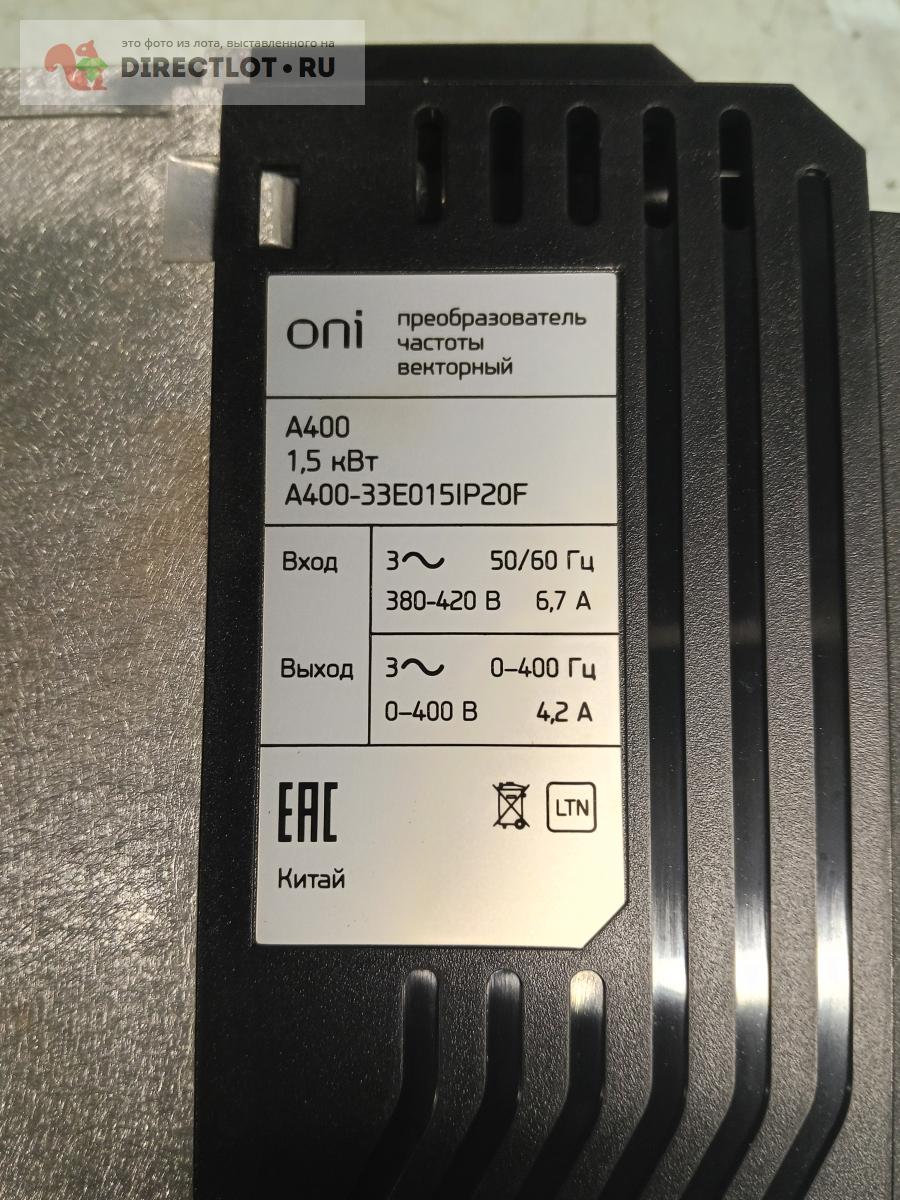 это фото из лота, выставленного на
DIRECTLOT.RU
oni
преобразователь
частоты
векторный
A400
1,5 кВт
A400-33E015IP20F
Вход
3~ 50/60 Гц
380-420 В 6,7 А
Выход
3~ 0–400 Гц
0–400 В 4,2 А
EAC
LTN
Китай